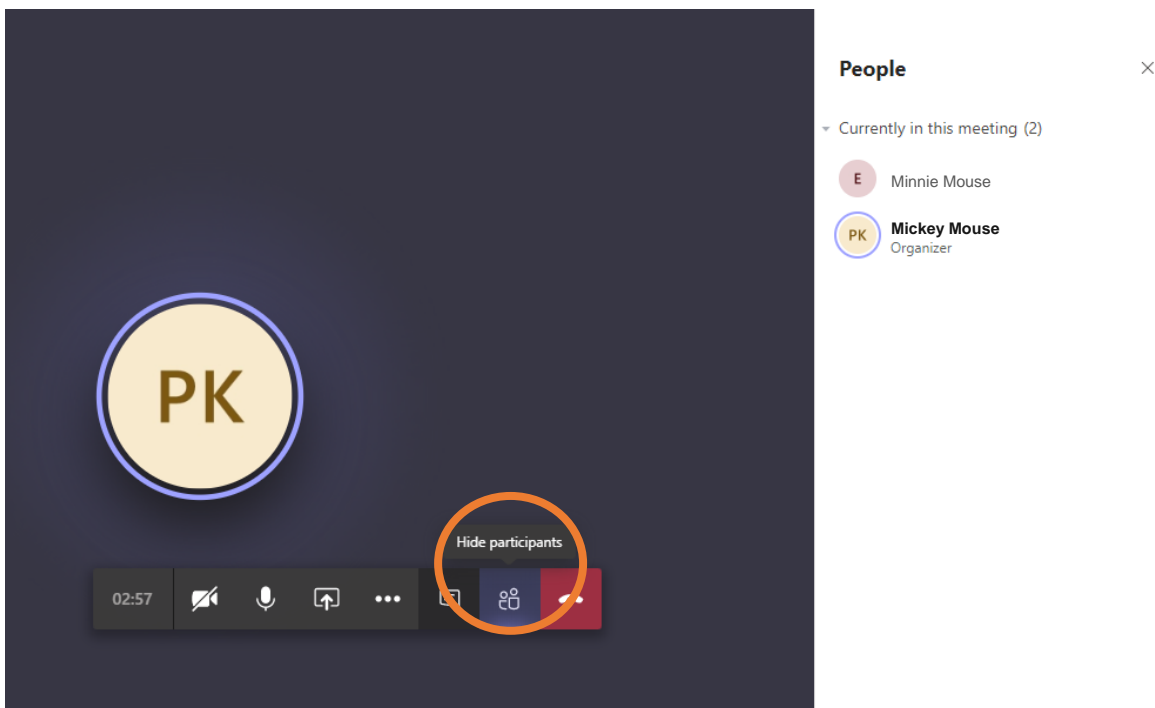 People
Currently in this meeting (2)
E
Minnie Mouse
PK
Mickey Mouse
Organizer
PK
Hide participants
02:57